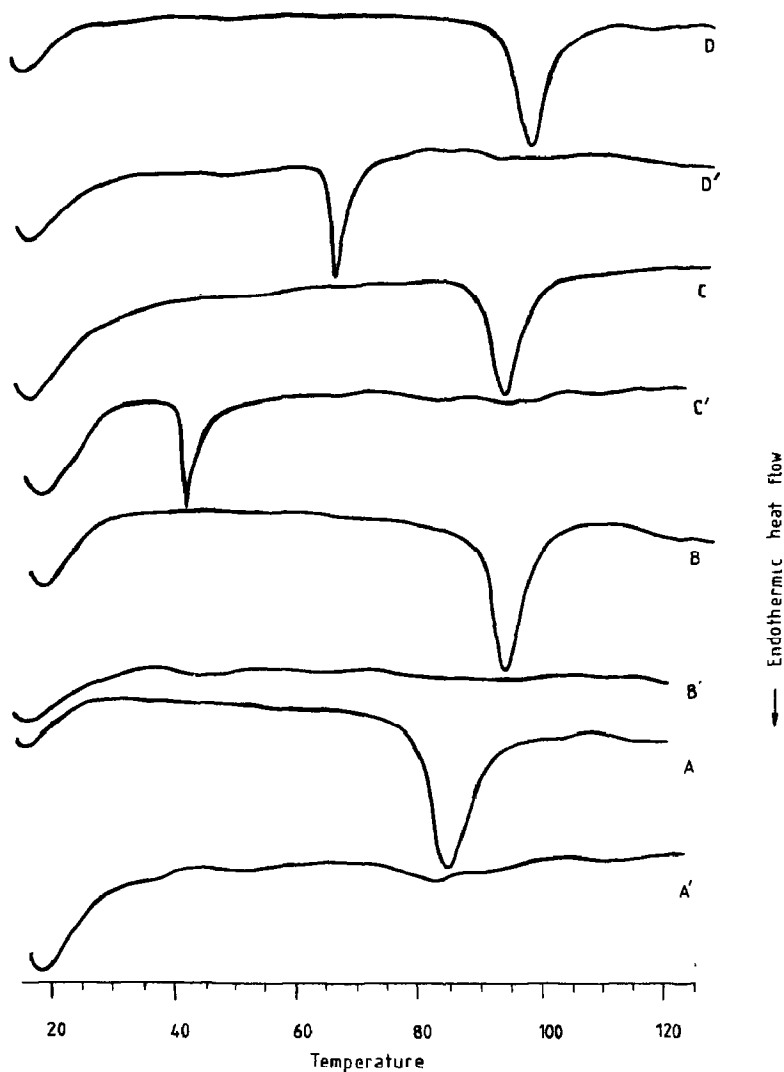 D
D′
C
C′
B
B′
A
A′
← Endothermic heat flow
20 40 60 80 100 120
Temperature